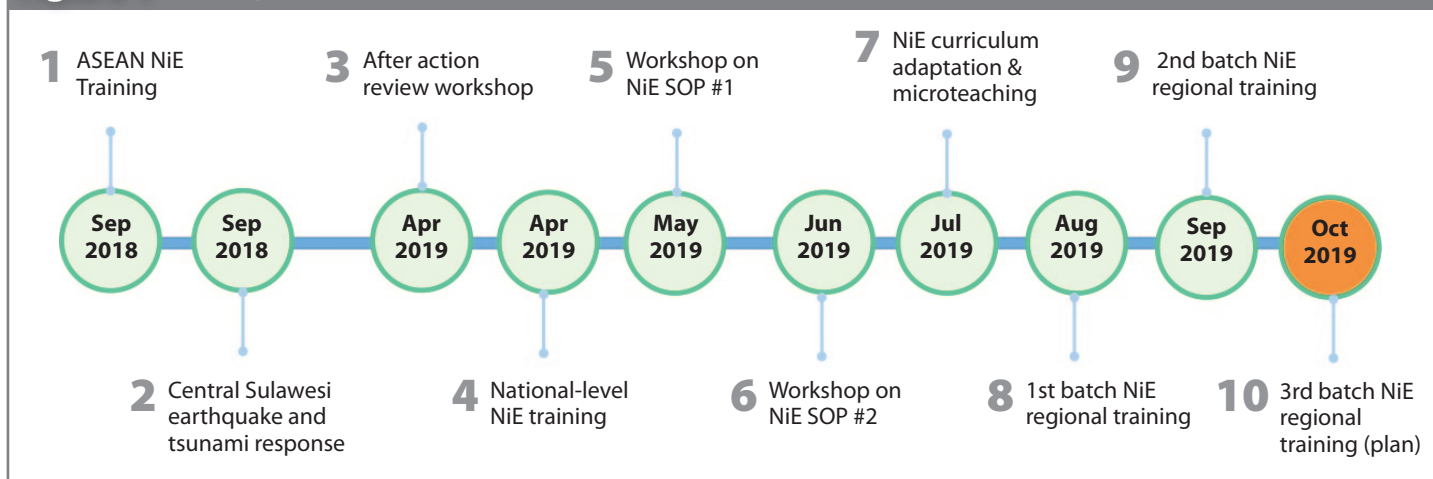 1 ASEAN NiE
Training
3 After action
review workshop
5 Workshop on
NiE SOP #1
7 NiE curriculum
adaptation &
microteaching
9 2nd batch NiE
regional training
Sep
2018
Sep
2018
Apr
2019
Apr
2019
May
2019
Jun
2019
Jul
2019
Aug
2019
Sep
2019
Oct
2019
2 Central Sulawesi
earthquake and
tsunami response
4 National-level
NiE training
6 Workshop on
NiE SOP #2
8 1st batch NiE
regional training
10 3rd batch NiE
regional
training (plan)